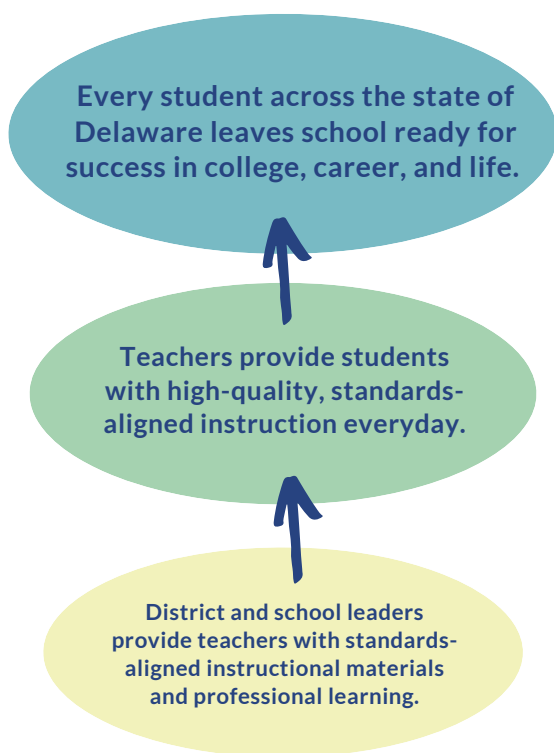 Every student across the state of
Delaware leaves school ready for
success in college, career, and life.
Teachers provide students
with high-quality, standards-
aligned instruction everyday.
District and school leaders
provide teachers with standards-
aligned instructional materials
and professional learning.